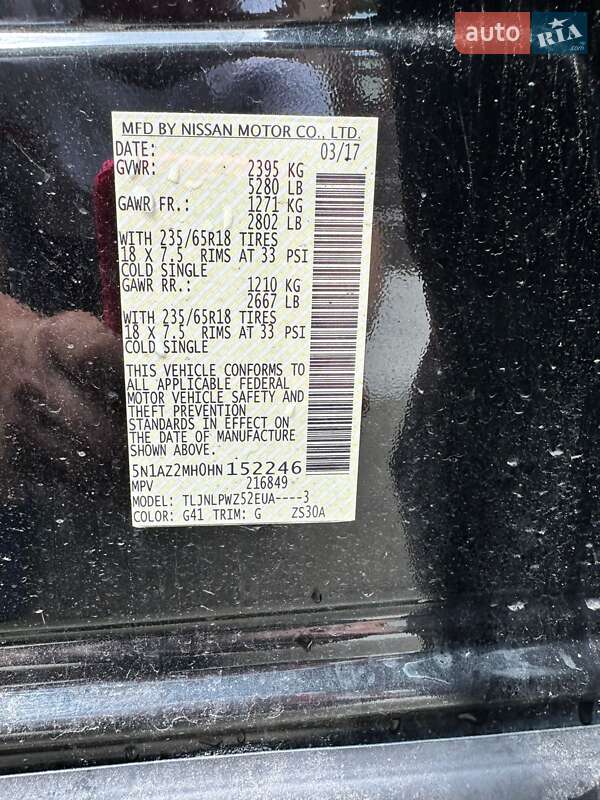 auto RIA.com
MFD BY NISSAN MOTOR CO., LTD.
DATE: 03/17
GVWR: 2395 KG
5280 LB
GAWR FR.: 1271 KG
2802 LB
WITH 235/65R18 TIRES
18 X 7.5 RIMS AT 33 PSI
COLD SINGLE
GAWR RR.: 1210 KG
2667 LB
WITH 235/65R18 TIRES
18 X 7.5 RIMS AT 33 PSI
COLD SINGLE
THIS VEHICLE CONFORMS TO
ALL APPLICABLE FEDERAL
MOTOR VEHICLE SAFETY AND
THEFT PREVENTION
STANDARDS IN EFFECT ON
THE DATE OF MANUFACTURE
SHOWN ABOVE.
5N1AZ2MH0HN152246
MPV 216849
MODEL: TLJNLPWZ52EUA----3
COLOR: G41 TRIM: G ZS30A